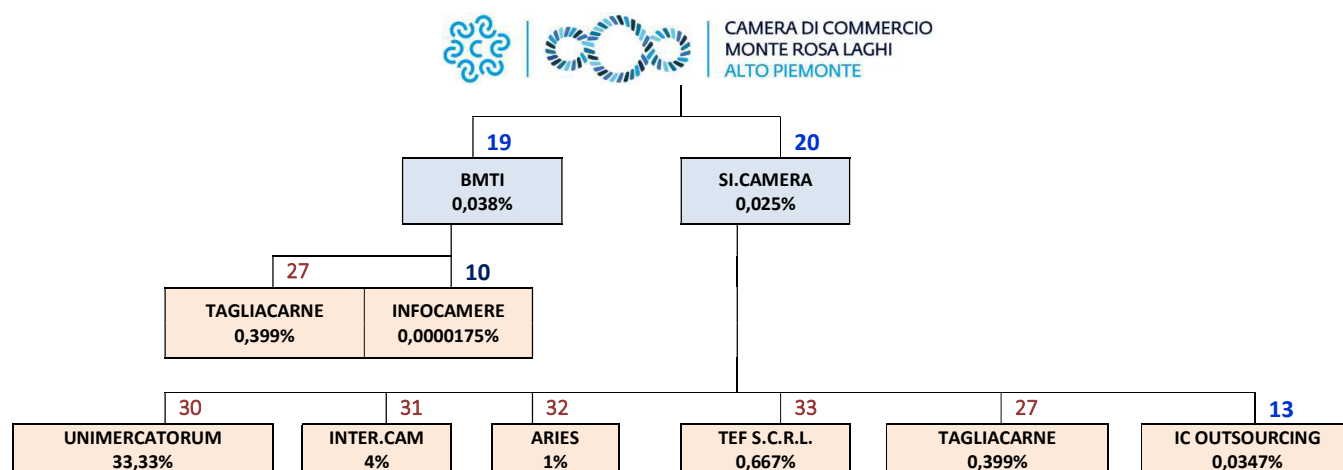 CAMERA DI COMMERCIO
MONTE ROSA LAGHI
ALTO PIEMONTE
19
20
BMTI
0,038%
SI.CAMERA
0,025%
27
10
TAGLIACARNE
0,399%
INFOCAMERE
0,0000175%
30
31
32
33
27
13
UNIMERCATORUM
33,33%
INTER.CAM
4%
ARIES
1%
TEF S.C.R.L.
0,667%
TAGLIACARNE
0,399%
IC OUTSOURCING
0,0347%